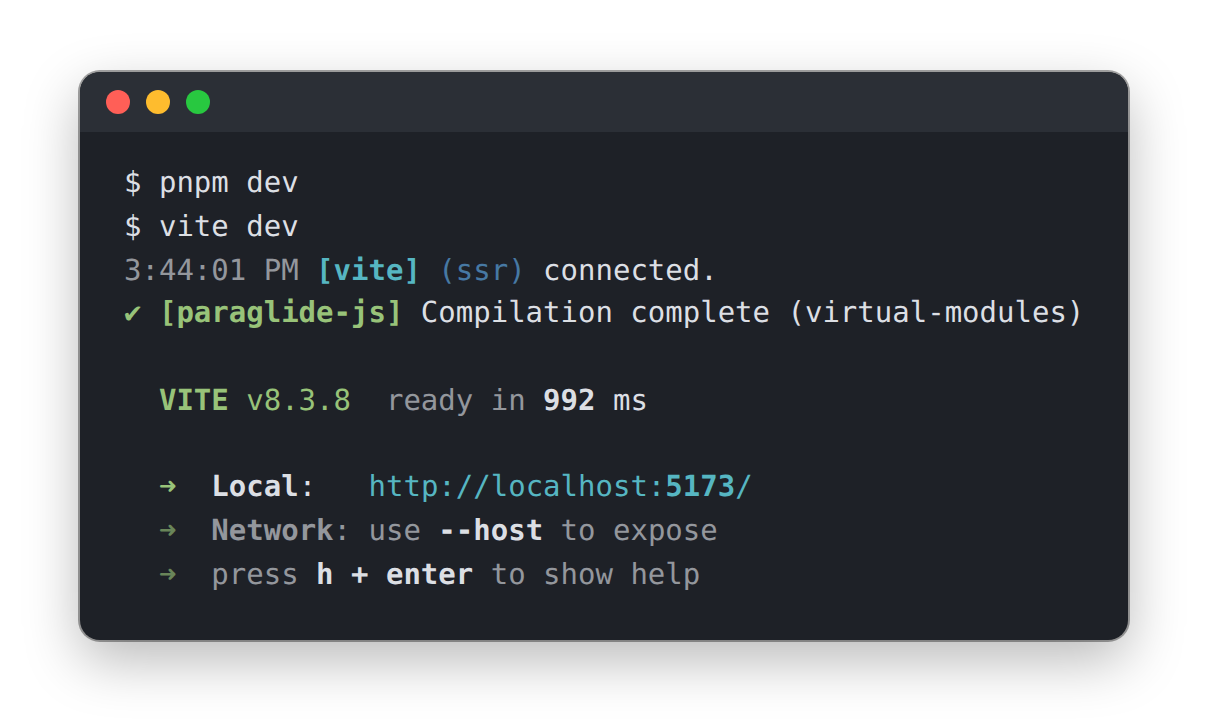 $ pnpm dev
$ vite dev
3:44:01 PM [vite] (ssr) connected.
✔ [paraglide-js] Compilation complete (virtual-modules)
VITE v8.3.8  ready in 992 ms
➜  Local:   http://localhost:5173/
➜  Network: use --host to expose
➜  press h + enter to show help